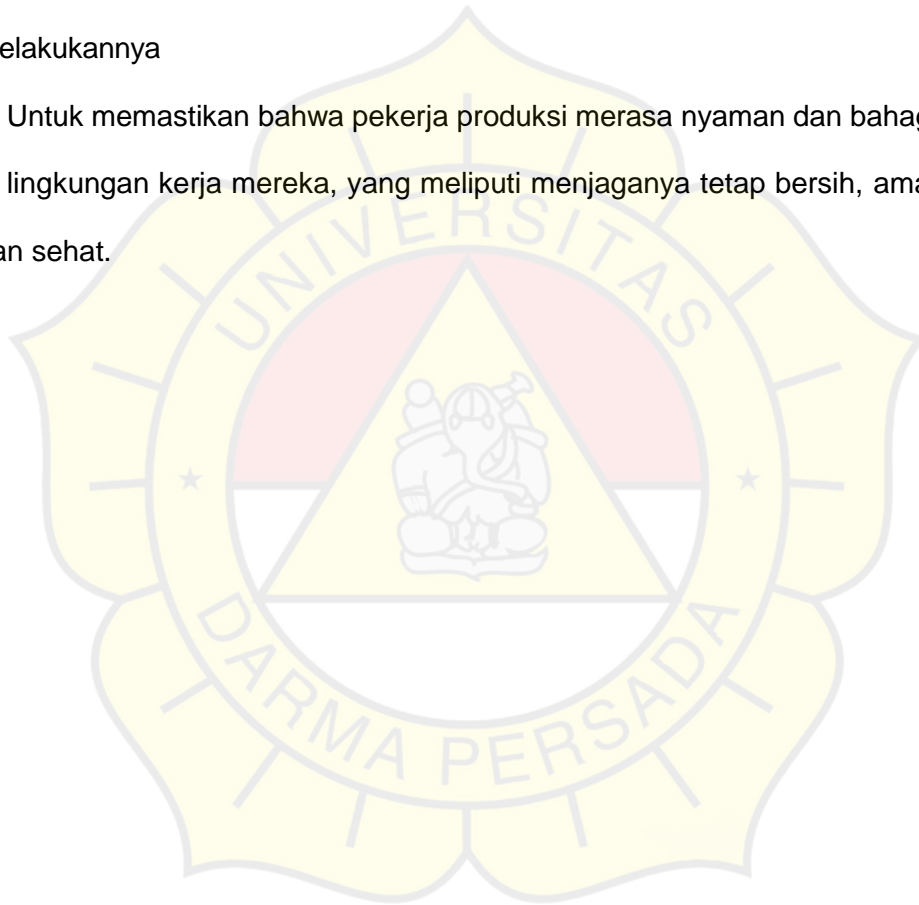 elakukannya
Untuk memastikan bahwa pekerja produksi merasa nyaman dan bahag
lingkungan kerja mereka, yang meliputi menjaganya tetap bersih, ama
an sehat.
UNIVERSITAS
DARMA PERSADA